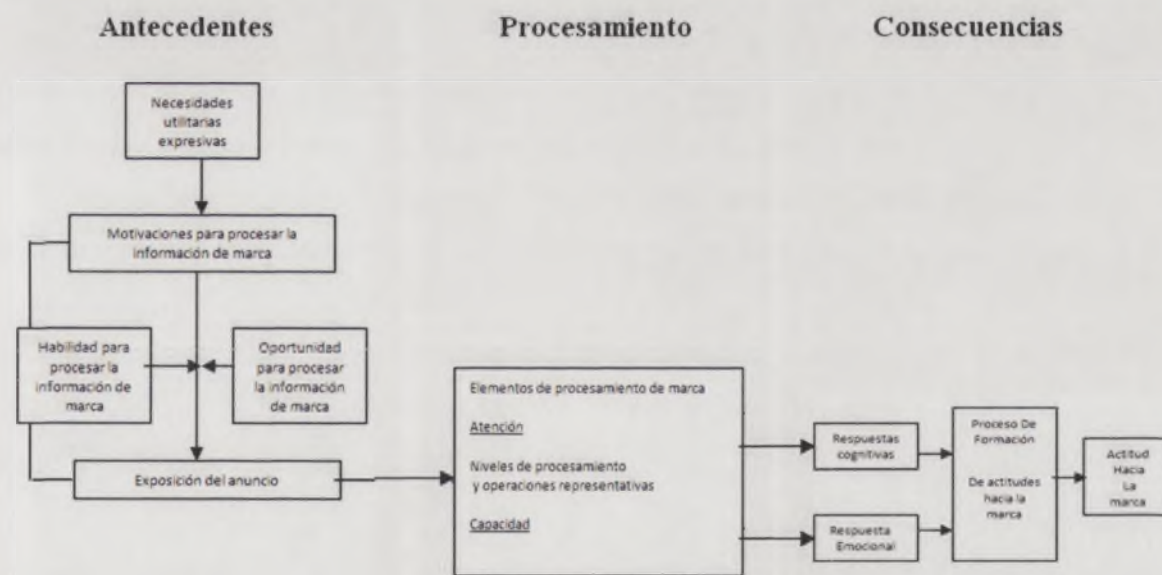 Antecedentes
Procesamiento
Consecuencias
Necesidades
utilitarias
expresivas
Motivaciones para procesar la
información de marca
Habilidad para
procesar la
información de
marca
Oportunidad
para procesar
la información
de marca
Exposición del anuncio
Elementos de procesamiento de marca
Atención
Niveles de procesamiento
y operaciones representativas
Capacidad
Respuestas
cognitivas
Respuesta
Emocional
Proceso De
Formación
De actitudes
hacia la
marca
Actitud
Hacia
La
marca